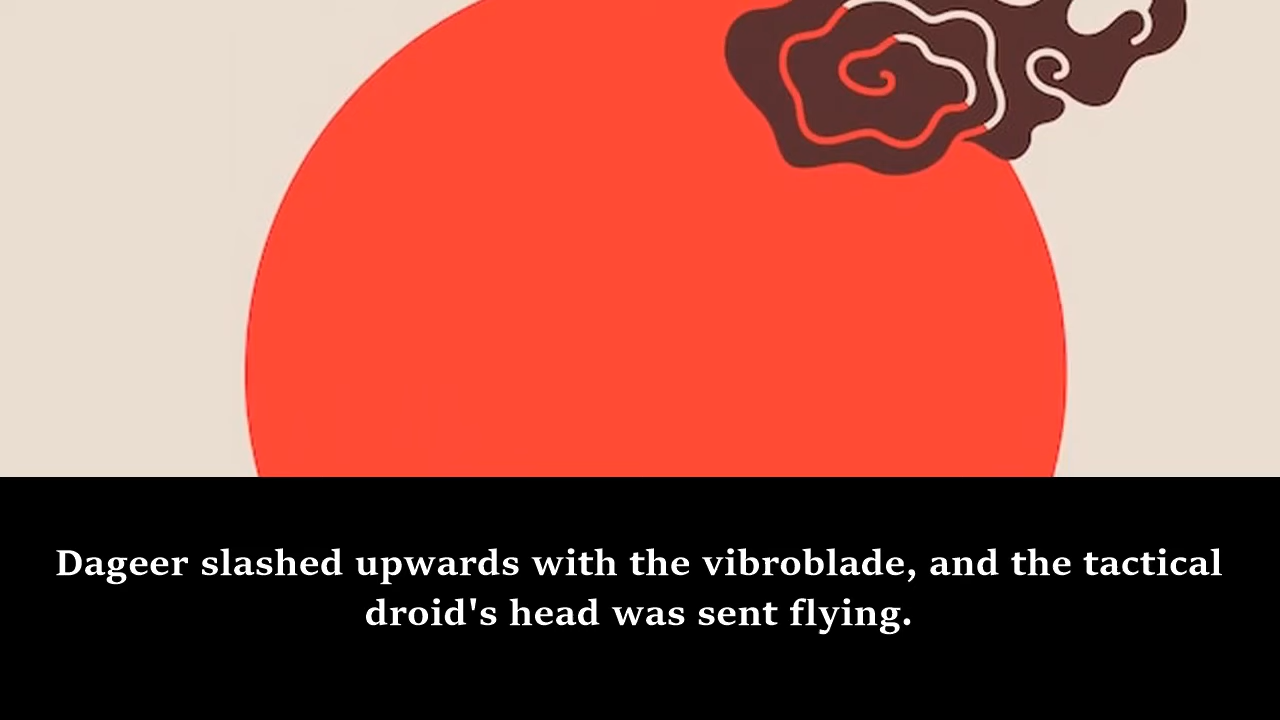 Dageer slashed upwards with the vibroblade, and the tactical
droid's head was sent flying.